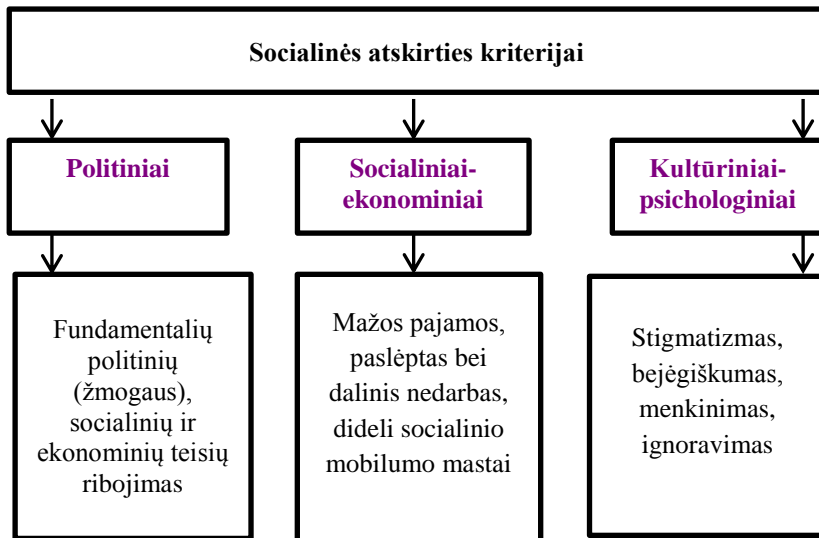 Socialinės atskirties kriterijai
Politiniai
Socialiniai-
ekonominiai
Kultūriniai-
psichologiniai
Fundamentalių
politinių
(žmogaus),
socialinių ir
ekonominių teisių
ribojimas
Mažos pajamos,
paslėptas bei
dalinis nedarbas,
dideli socialinio
mobilumo mastai
Stigmatizmas,
bejėgiškumas,
menkinimas,
ignoravimas